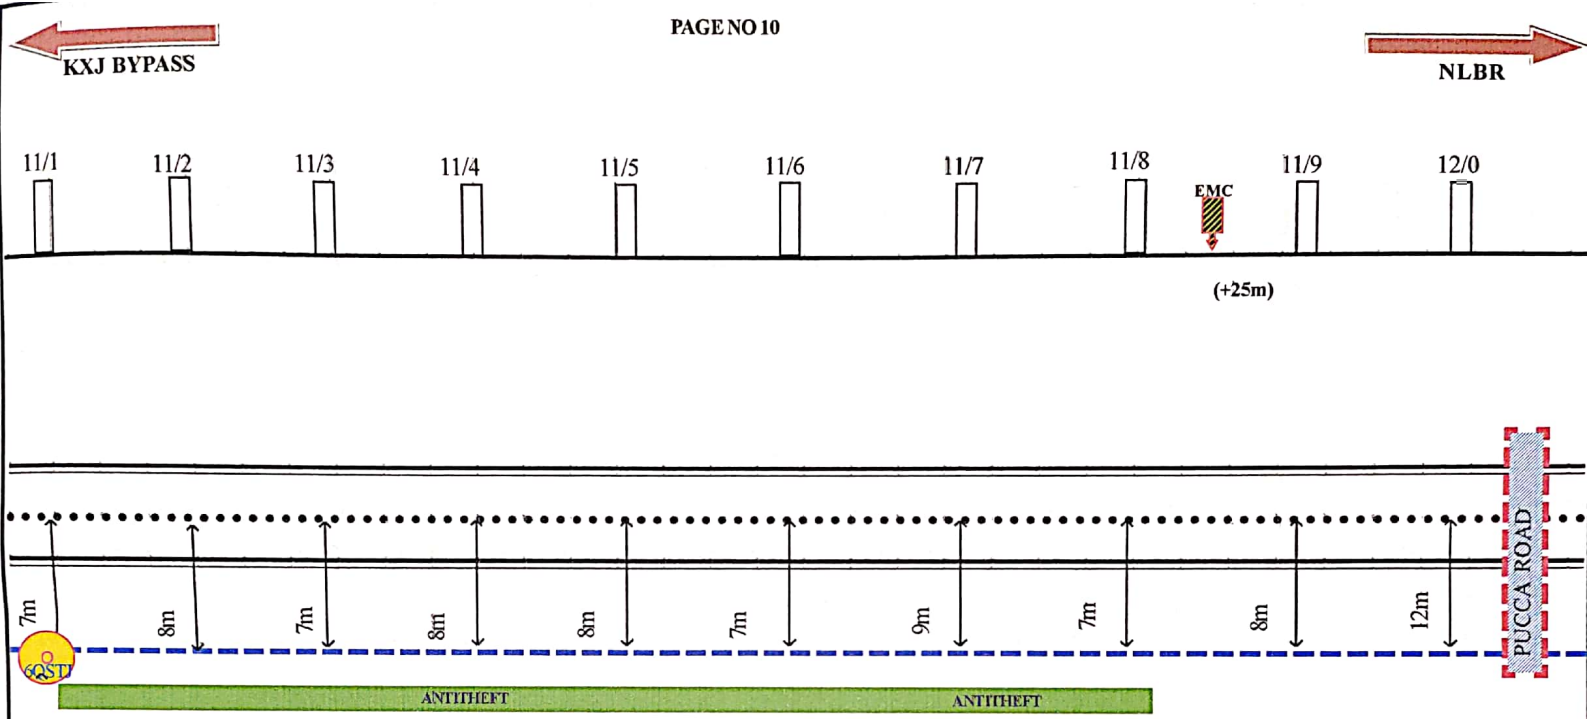 PAGE NO 10
KXJ BYPASS
NLBR
11/1 11/2 11/3 11/4 11/5 11/6 11/7 11/8 11/9 12/0
EMC
(+25m)
7m 8m 7m 8m 8m 7m 9m 7m 8m 12m
PUCCA ROAD
6QSTJ
ANTITHEFT ANTITHEFT